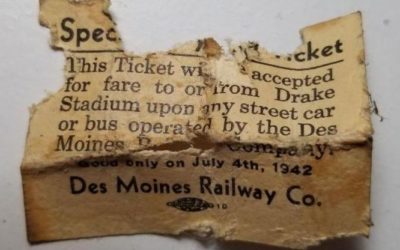 Spec icket
This Ticket wi accepted
for fare to or from Drake
Stadium upon any street car
or bus operated by the Des
Moines R Company.
Good only on July 4th, 1942
Des Moines Railway Co.